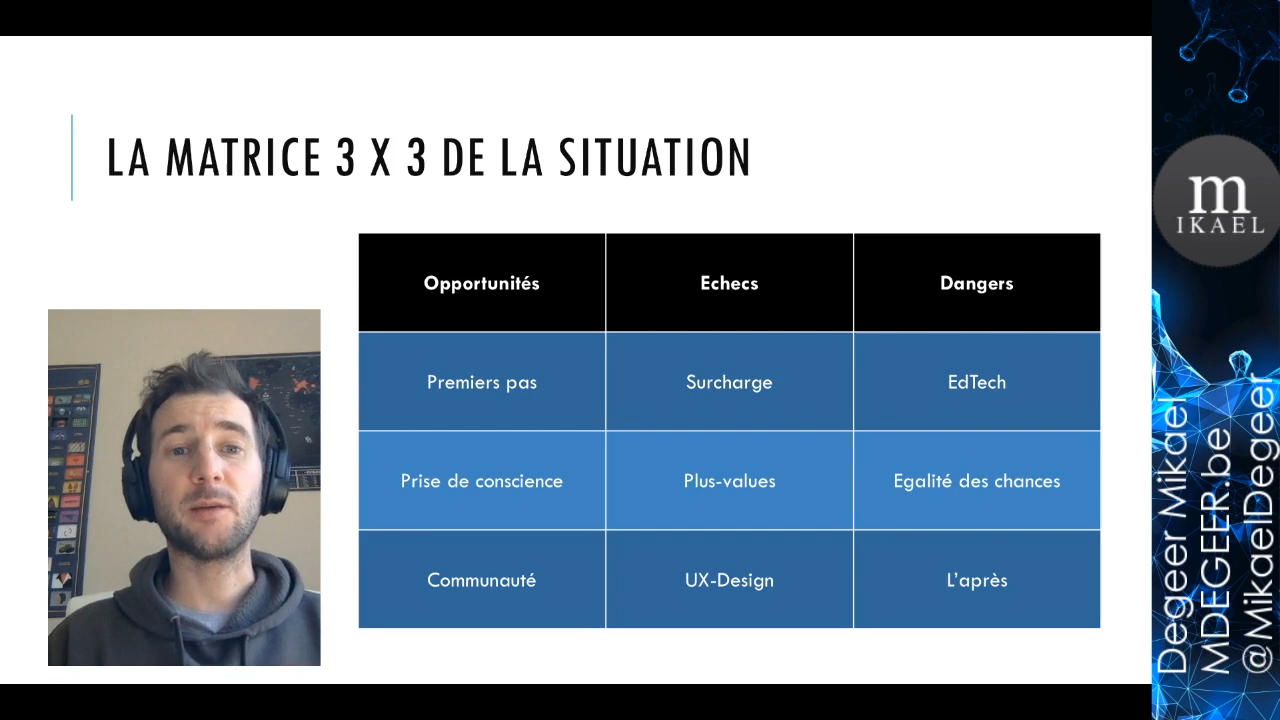 LA MATRICE 3 X 3 DE LA SITUATION
Opportunités
Echecs
Dangers
Premiers pas
Surcharge
EdTech
Prise de conscience
Plus-values
Egalité des chances
Communauté
UX-Design
L'après
m
IKAEL
Degeer Mikael
MDEGEER.be
@MikaelDegeer